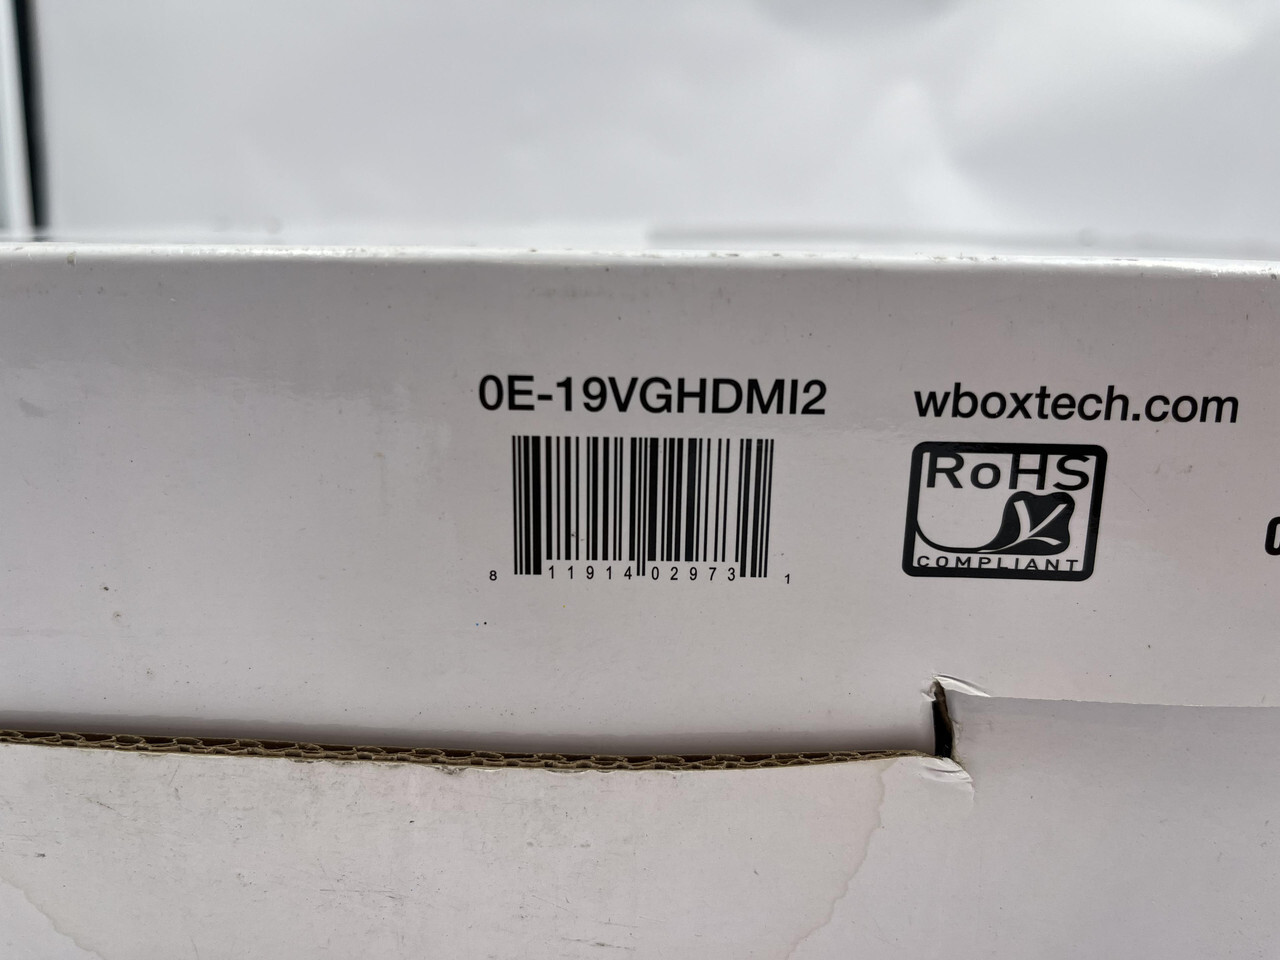 0E-19VGHDMI2
wboxtech.com
8 11914 02973 1
RoHS
COMPLIANT